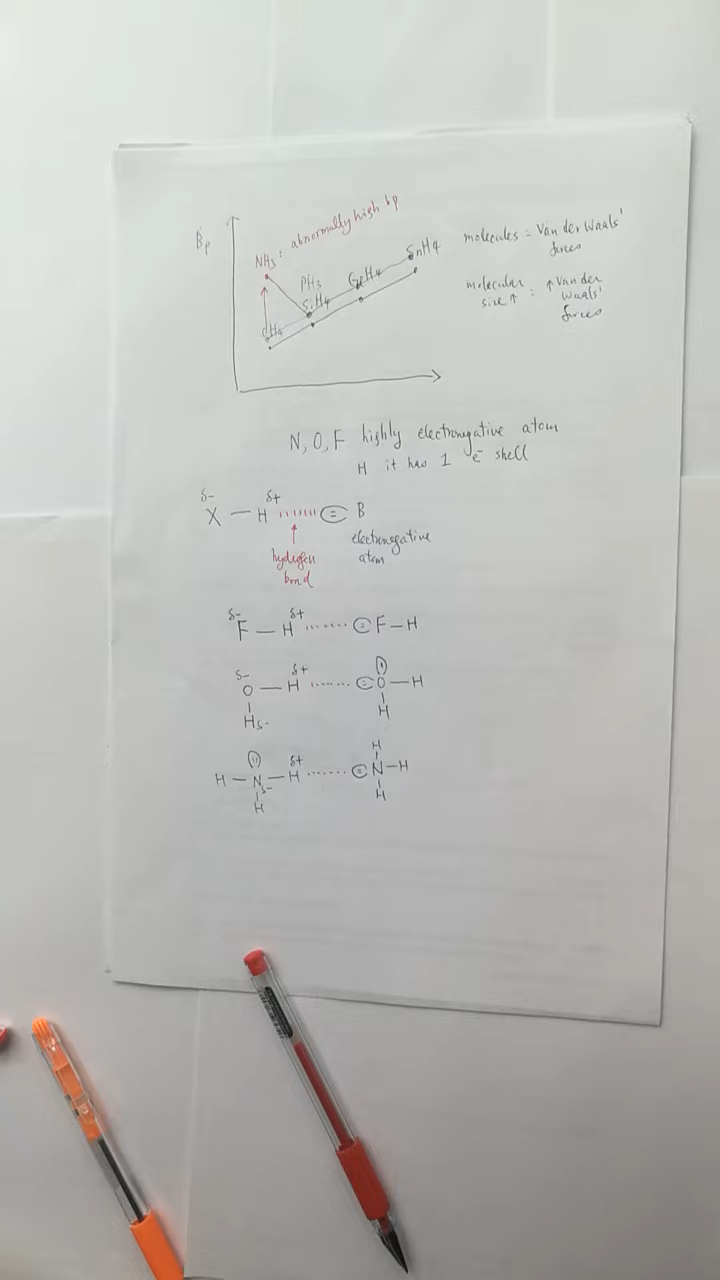 Bp
NH3 : abnormally high bp
PH3
CH4
SiH4
GeH4
SnH4
molecules = Van der Waals'
forces
molecular
size ↑ = ↑ Van der
Waals'
forces
N, O, F highly electronegative atom
H it has 1 e⁻ shell
δ- δ+
X — H ······· B
electronegative
atom
hydrogen
bond
δ- δ+
F — H ······ F — H
δ- δ+
O — H ······ O — H
H δ- H
δ+ H
H — N — H ······ N — H
δ-
H H